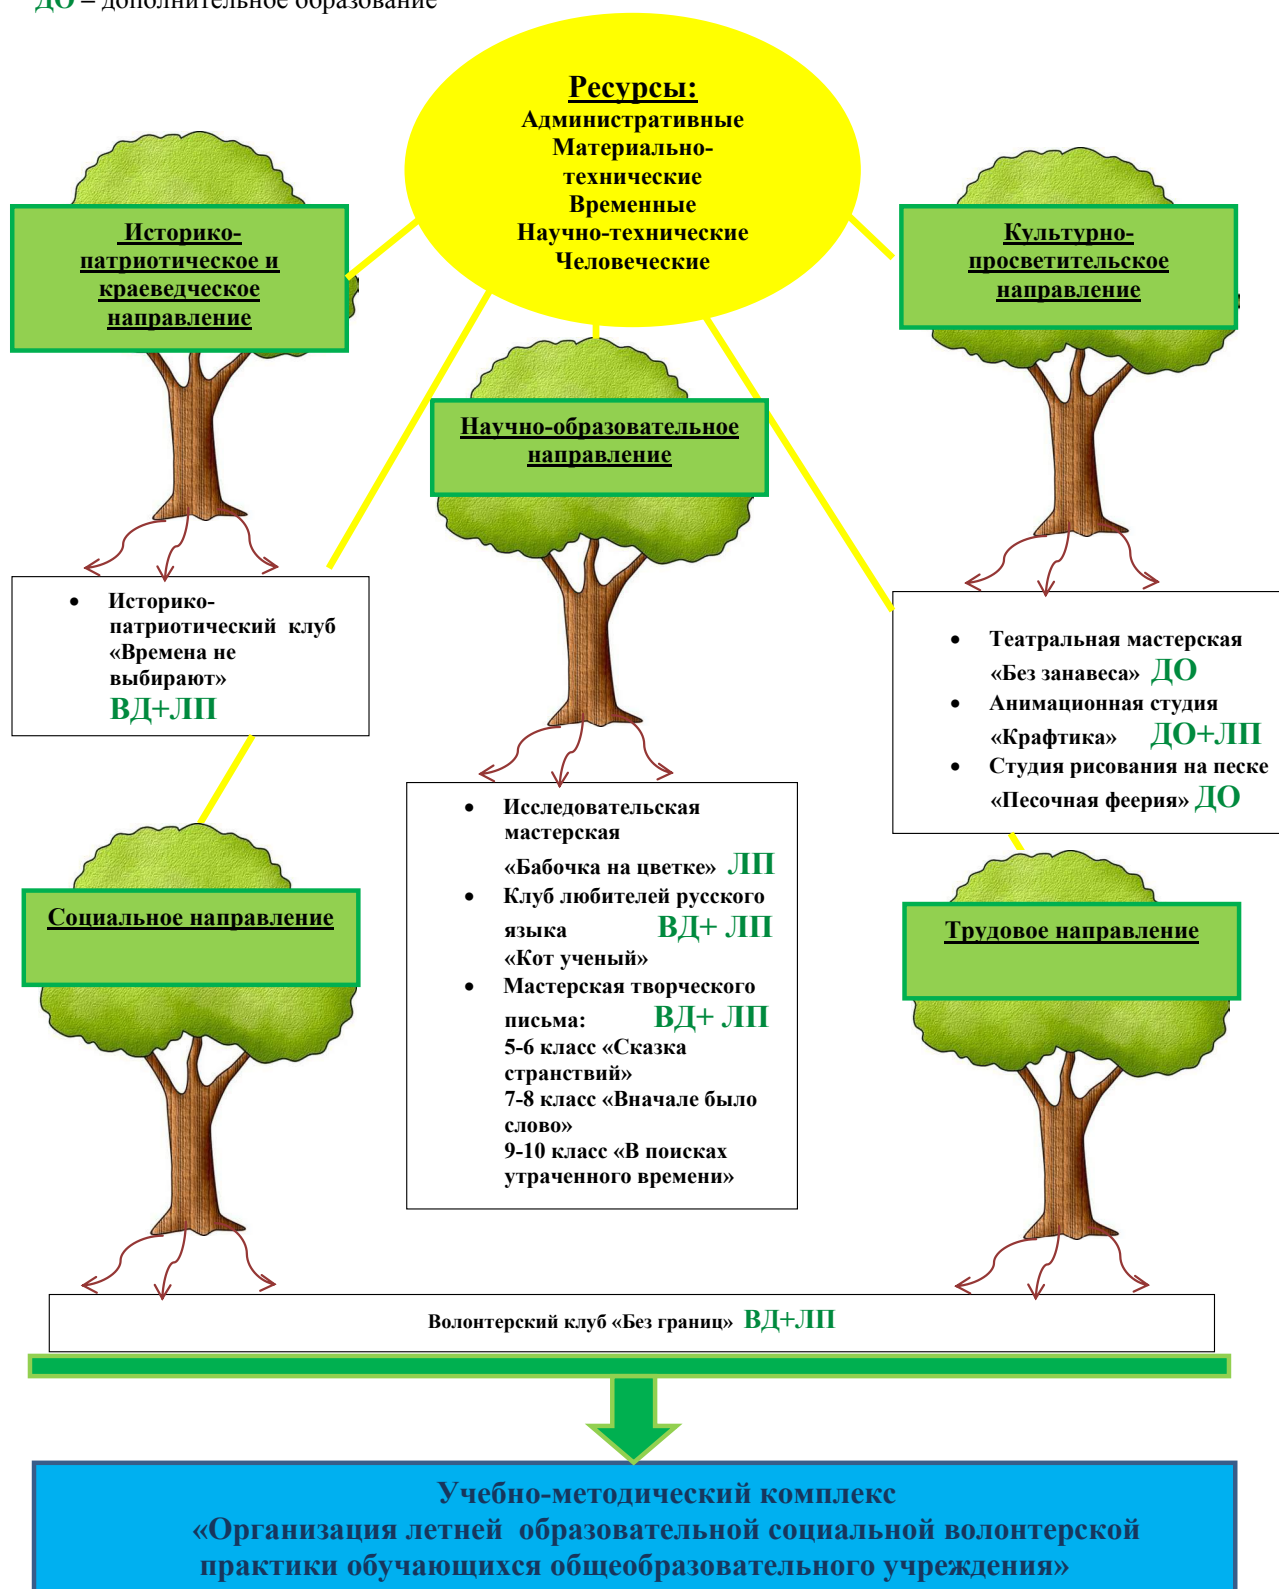 ДО – дополнительное образование
Ресурсы:
Административные
Материально-
технические
Временные
Научно-технические
Человеческие
Историко-
патриотическое и
краеведческое
направление
Культурно-
просветительское
направление
Научно-образовательное
направление
• Историко-
патриотический клуб
«Времена не
выбирают»
ВД+ЛП
• Театральная мастерская
«Без занавеса» ДО
• Анимационная студия
«Крафтика» ДО+ЛП
• Студия рисования на песке
«Песочная феерия» ДО
• Исследовательская
мастерская
«Бабочка на цветке» ЛП
• Клуб любителей русского
языка ВД+ ЛП
«Кот ученый»
• Мастерская творческого
письма: ВД+ ЛП
5-6 класс «Сказка
странствий»
7-8 класс «Вначале было
слово»
9-10 класс «В поисках
утраченного времени»
Социальное направление
Трудовое направление
Волонтерский клуб «Без границ» ВД+ЛП
Учебно-методический комплекс
«Организация летней образовательной социальной волонтерской
практики обучающихся общеобразовательного учреждения»